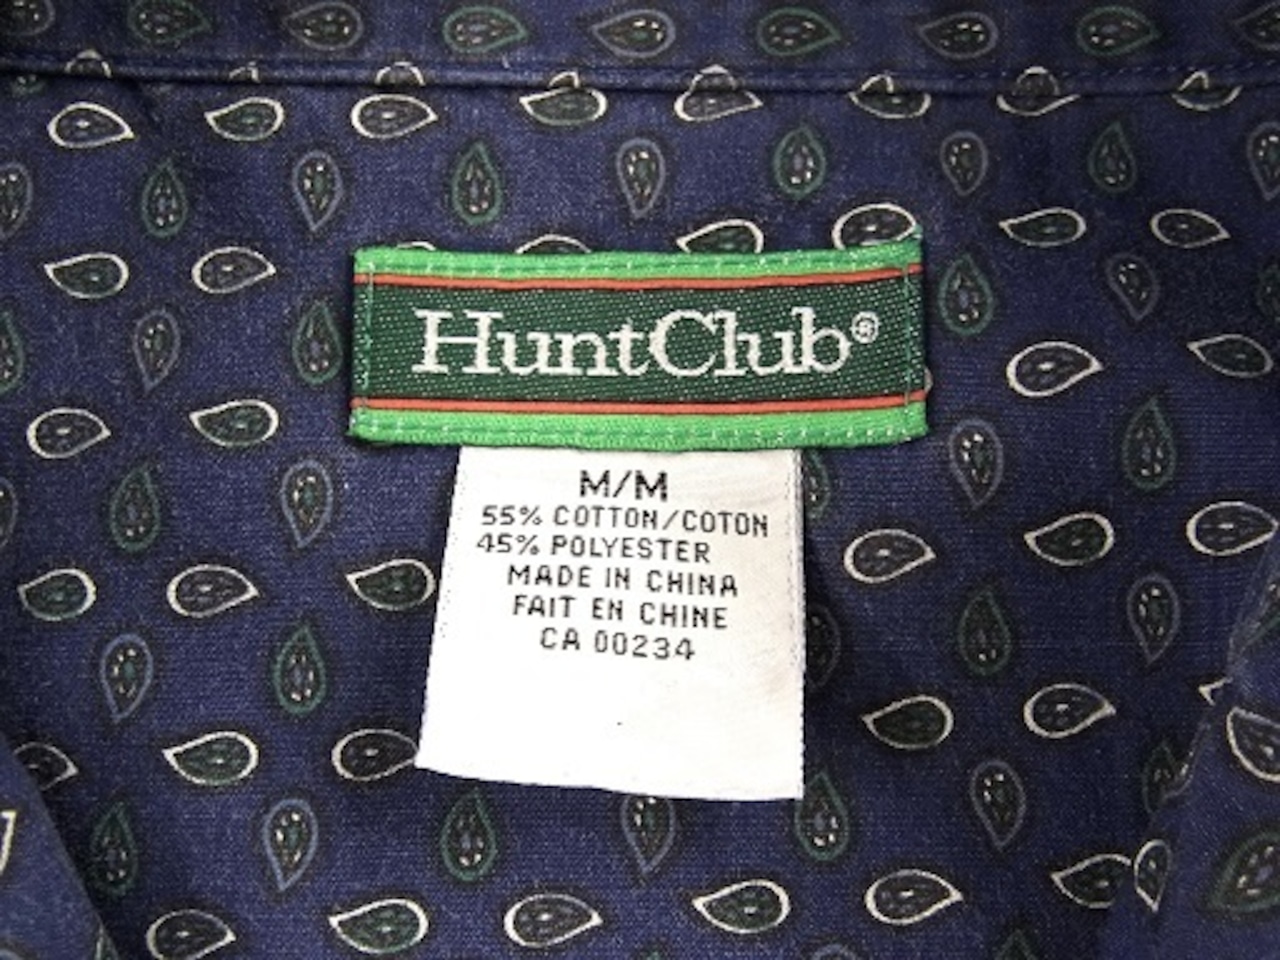 HuntClub®
M/M
55% COTTON/COTON
45% POLYESTER
MADE IN CHINA
FAIT EN CHINE
CA 00234